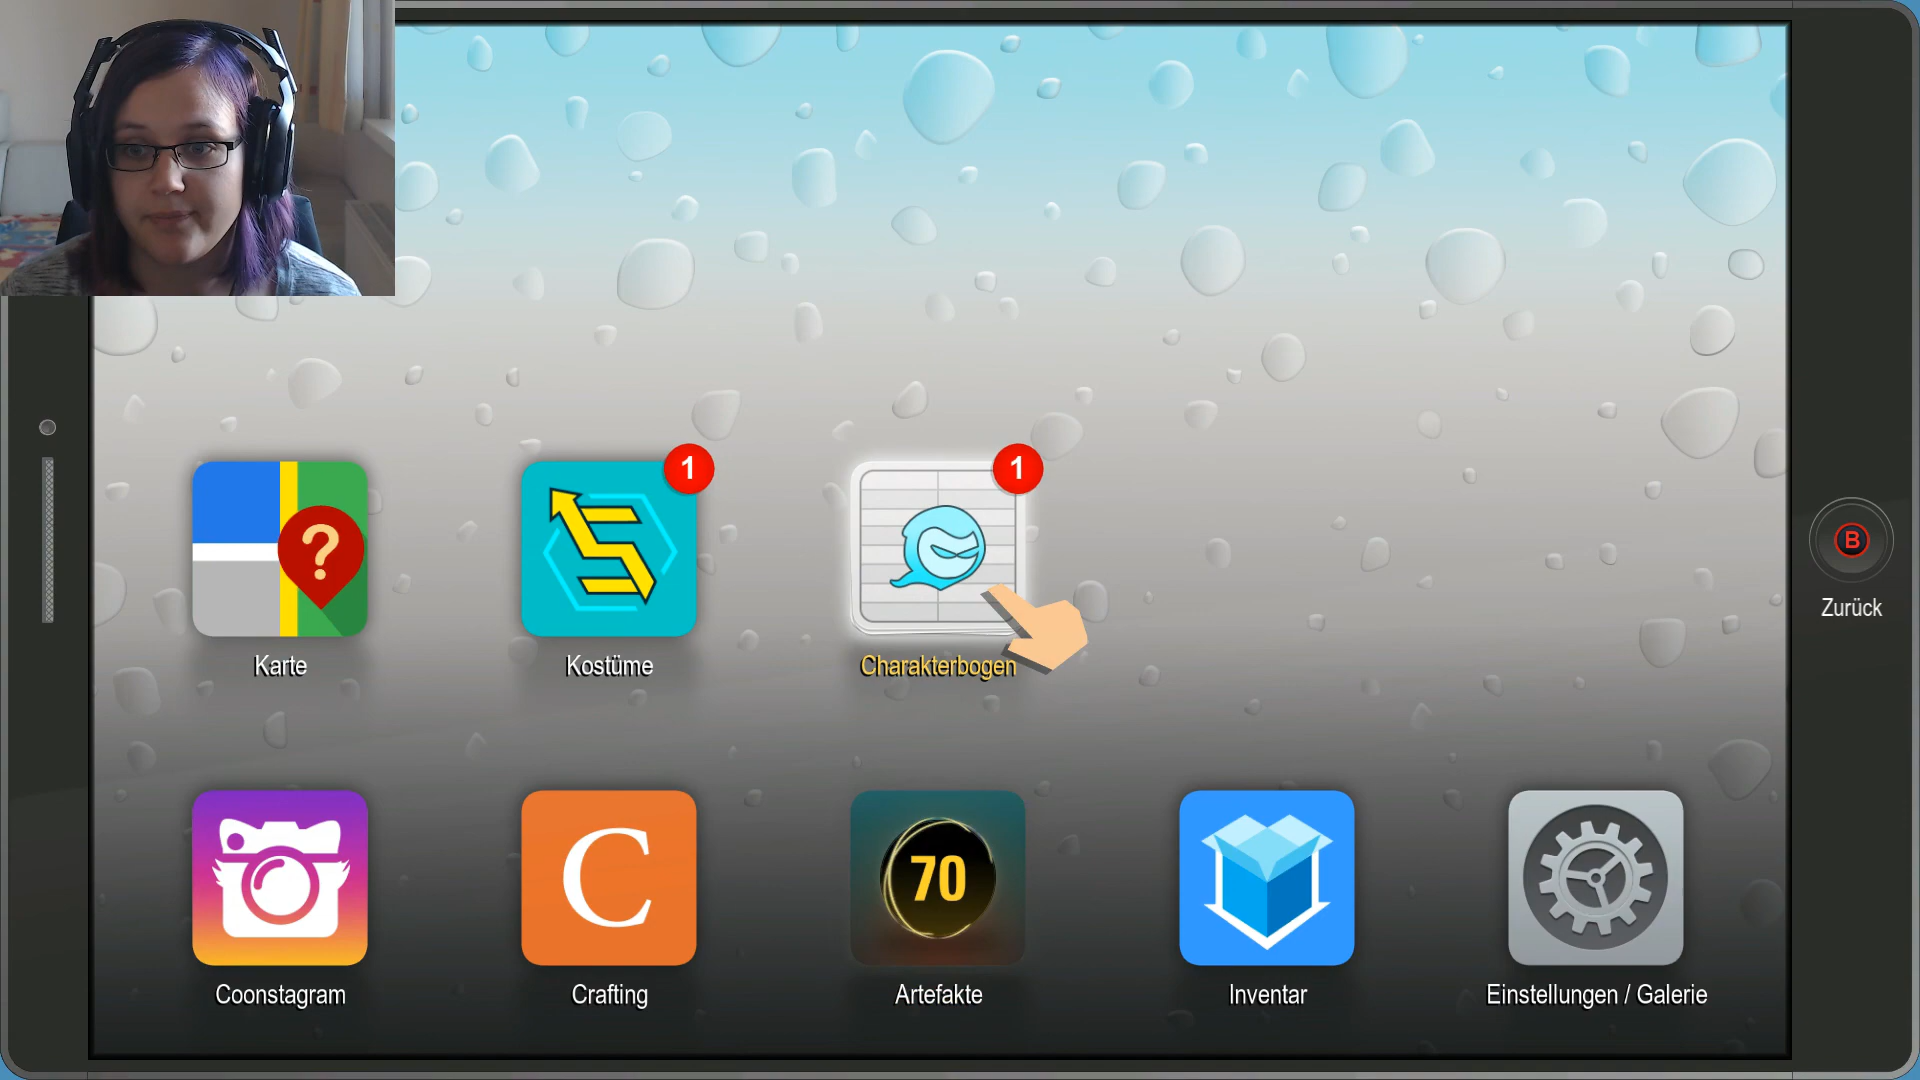 1
1
?
Karte
Kostüme
Charakterbogen
B
Zurück
C
70
Coonstagram
Crafting
Artefakte
Inventar
Einstellungen / Galerie